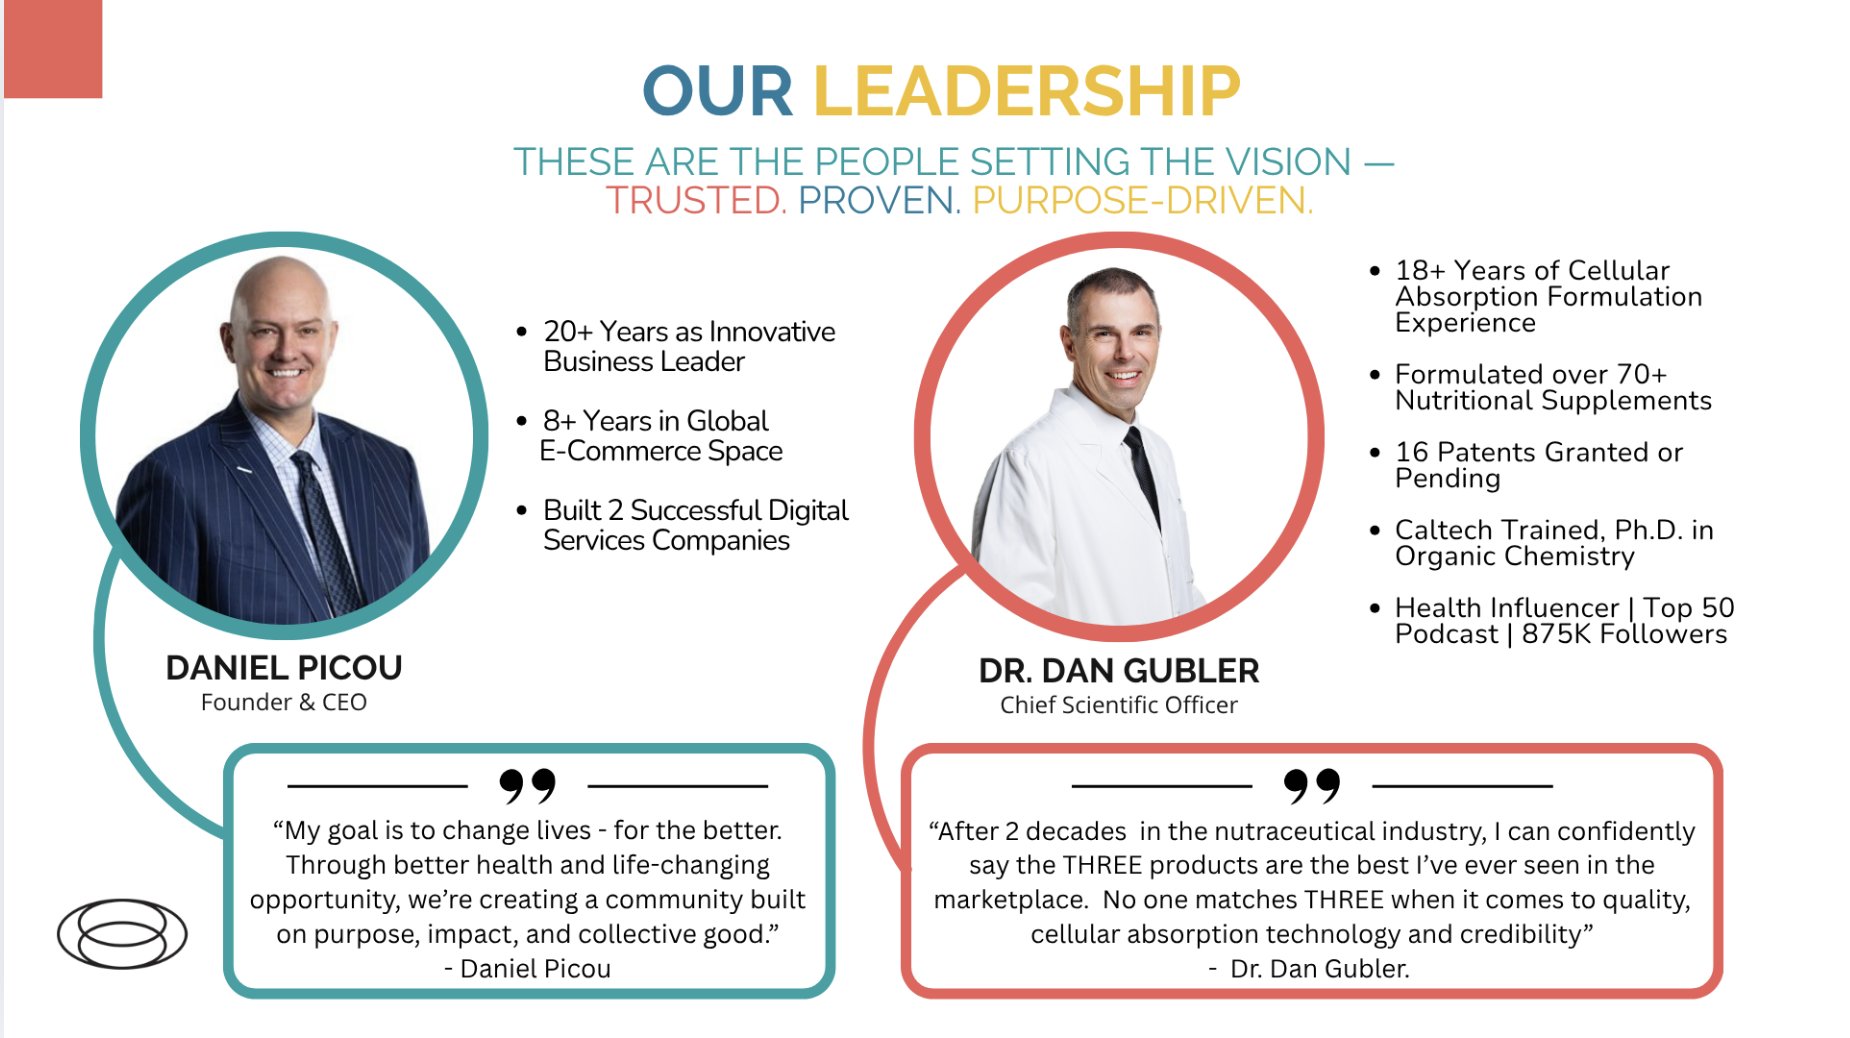 OUR LEADERSHIP
THESE ARE THE PEOPLE SETTING THE VISION —
TRUSTED. PROVEN. PURPOSE-DRIVEN.
• 20+ Years as Innovative
Business Leader
• 8+ Years in Global
E-Commerce Space
• Built 2 Successful Digital
Services Companies
DANIEL PICOU
Founder & CEO
”
“My goal is to change lives - for the better.
Through better health and life-changing
opportunity, we’re creating a community built
on purpose, impact, and collective good.”
- Daniel Picou
• 18+ Years of Cellular
Absorption Formulation
Experience
• Formulated over 70+
Nutritional Supplements
• 16 Patents Granted or
Pending
• Caltech Trained, Ph.D. in
Organic Chemistry
• Health Influencer | Top 50
Podcast | 875K Followers
DR. DAN GUBLER
Chief Scientific Officer
”
“After 2 decades  in the nutraceutical industry, I can confidently
say the THREE products are the best I’ve ever seen in the
marketplace.  No one matches THREE when it comes to quality,
cellular absorption technology and credibility”
-  Dr. Dan Gubler.